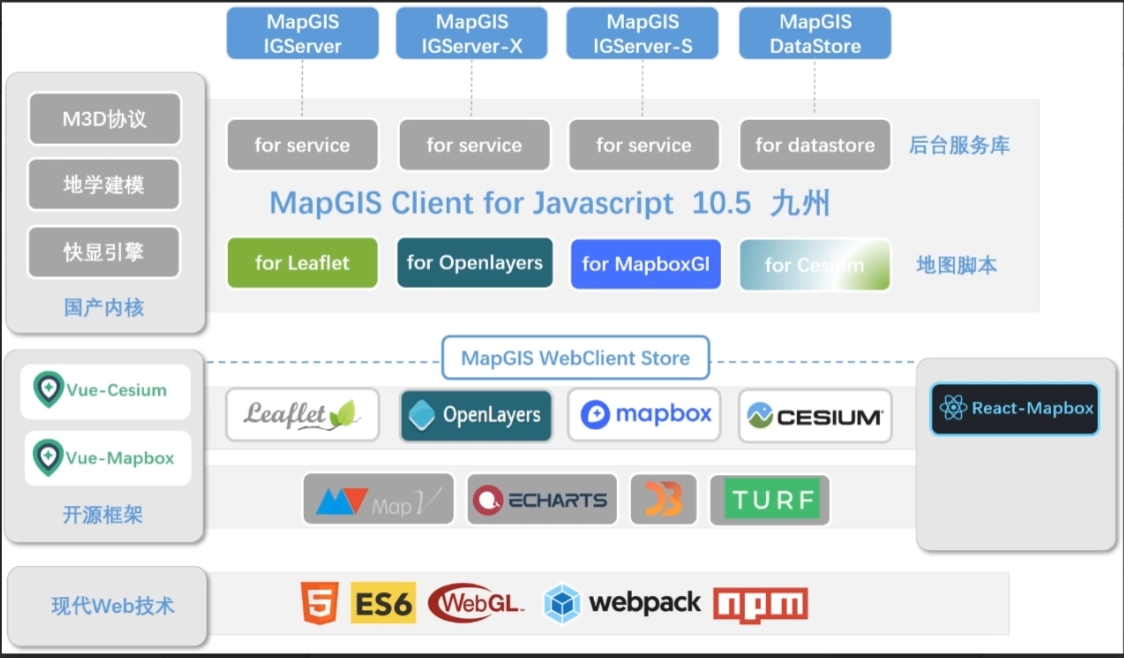 MapGIS
IGServer
MapGIS
IGServer-X
MapGIS
IGServer-S
MapGIS
DataStore
M3D协议
地学建模
快显引擎
国产内核
for service
for service
for service
for datastore
后台服务库
MapGIS Client for Javascript 10.5 九州
for Leaflet
for Openlayers
for MapboxGl
for Cesium
地图脚本
MapGIS WebClient Store
Vue-Cesium
Vue-Mapbox
开源框架
Leaflet
OpenLayers
mapbox
CESIUM
React-Mapbox
MapV
ECHARTS
D3
TURF
现代Web技术
5
ES6
WebGL™
webpack
npm